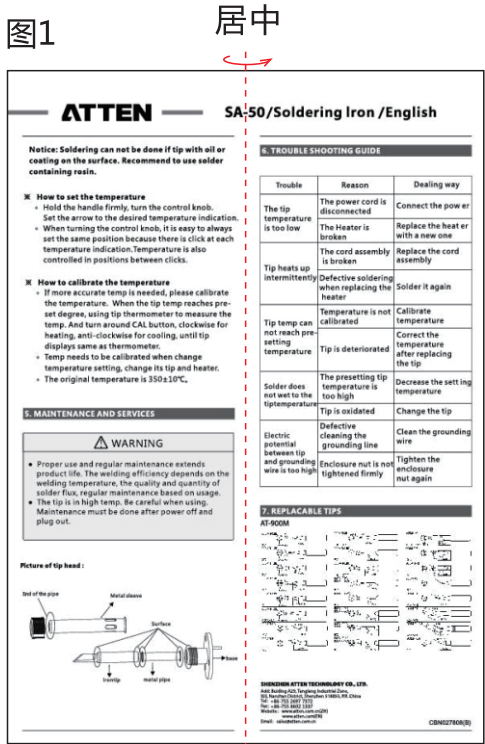 图1
居中
ATTEN
SA-50/Soldering Iron /English
Notice: Soldering can not be done if tip with oil or
coating on the surface. Recommend to use solder
containing rosin.
※ How to set the temperature
Hold the handle firmly, turn the control knob.
Set the arrow to the desired temperature indication.
When turning the control knob, it is easy to always
set the same position because there is click at each
temperature indication.Temperature is also
controlled in positions between clicks.
※ How to calibrate the temperature
If more accurate temp is needed, please calibrate
the temperature. When the tip temp reaches pre-
set degree, using tip thermometer to measure the
temp. And turn around CAL button, clockwise for
heating, anti-clockwise for cooling, until tip
displays same as thermometer.
Temp needs to be calibrated when change
temperature setting, change its tip and heater.
The original temperature is 350±10℃。
5. MAINTENANCE AND SERVICES
WARNING
Proper use and regular maintenance extends
product life. The welding efficiency depends on the
welding temperature, the quality and quantity of
solder flux, regular maintenance based on usage.
The tip is in high temp. Be careful when using.
Maintenance must be done after power off and
plug out.
Picture of tip head :
End of the pipe
Metal sleeve
Surface
base
irontip
metal pipe
6. TROUBLE SHOOTING GUIDE
Trouble
Reason
Dealing way
The tip
temperature
is too low
The power cord is
disconnected
Connect the pow er
The Heater is
broken
Replace the heat er
with a new one
Tip heats up
intermittently
The cord assembly
is broken
Replace the cord
assembly
Defective soldering
when replacing the
heater
Solder it again
Tip temp can
not reach pre-
setting
temperature
Temperature is not
calibrated
Calibrate
temperature
Tip is deteriorated
Correct the
temperature
after replacing
the tip
Solder does
not wet to the
tiptemperature
The presetting tip
temperature is
too high
Decrease the sett ing
temperature
Tip is oxidated
Change the tip
Electric
potential
between tip
and grounding
wire is too high
Defective
cleaning the
grounding line
Clean the grounding
wire
Enclosure nut is not
tightened firmly
Tighten the
enclosure
nut again
7. REPLACABLE TIPS
AT-900M
SHENZHEN ATTEN TECHNOLOGY CO., LTD.
Website: www.atten.com.cn(ZH)
www.atten.com(EN)
Email: sales@atten.com.cn
CBN027808(B)